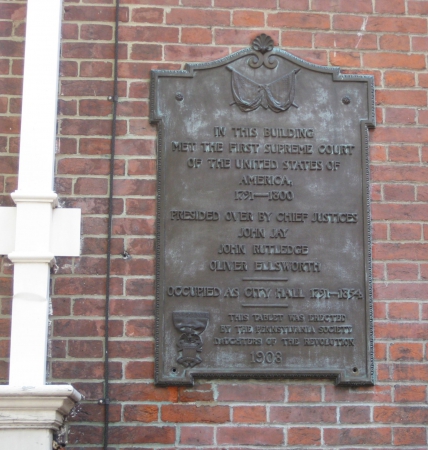 IN THIS BUILDING
MET THE FIRST SUPREME COURT
OF THE UNITED STATES OF
AMERICA,
1791—1800
PRESIDED OVER BY CHIEF JUSTICES
JOHN JAY
JOHN RUTLEDGE
OLIVER ELLSWORTH
OCCUPIED AS CITY HALL 1791-1854
THIS TABLET WAS ERECTED
BY THE PENNSYLVANIA SOCIETY
DAUGHTERS OF THE REVOLUTION
1908